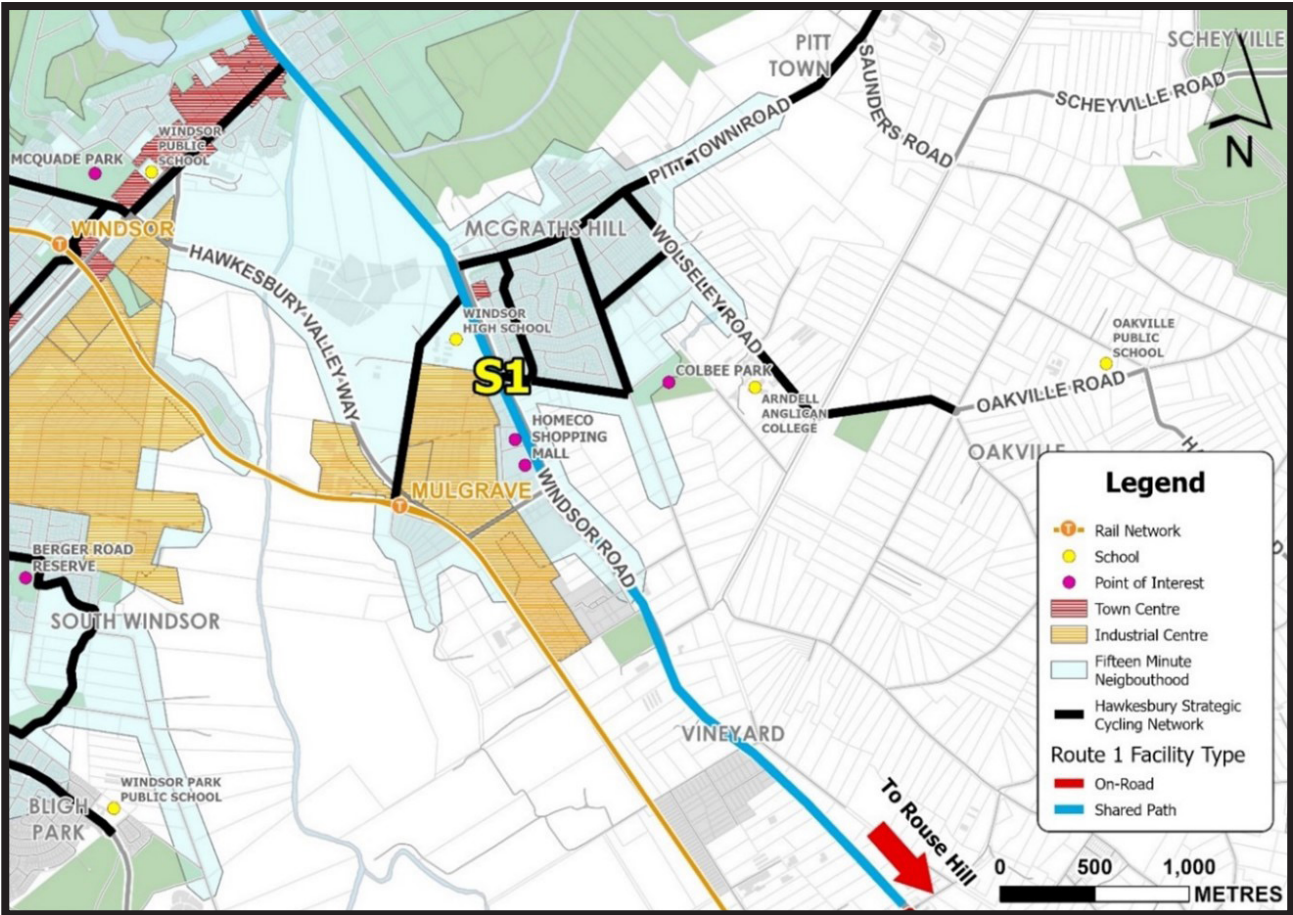 SCHEYVILLE
PITT
TOWN
SCHEYVILLE ROAD
SAUNDERS ROAD
PITT TOWN ROAD
N
WINDSOR
PUBLIC
SCHOOL
MCQUADE PARK
WINDSOR
MCGRATHS HILL
HAWKESBURY VALLEY WAY
WOLSELEY ROAD
WINDSOR
HIGH SCHOOL
S1
COLBEE PARK
ARNDELL
ANGLICAN
COLLEGE
OAKVILLE
PUBLIC
SCHOOL
OAKVILLE ROAD
OAKVILLE
H
D
HOMECO
SHOPPING
MALL
MULGRAVE
WINDSOR ROAD
BERGER ROAD
RESERVE
SOUTH WINDSOR
VINEYARD
WINDSOR PARK
PUBLIC SCHOOL
BLIGH
PARK
To Rouse Hill
Legend
T Rail Network
School
Point of Interest
Town Centre
Industrial Centre
Fifteen Minute
Neigbouthood
Hawkesbury Strategic
Cycling Network
Route 1 Facility Type
On-Road
Shared Path
0 500 1,000
METRES
T
T